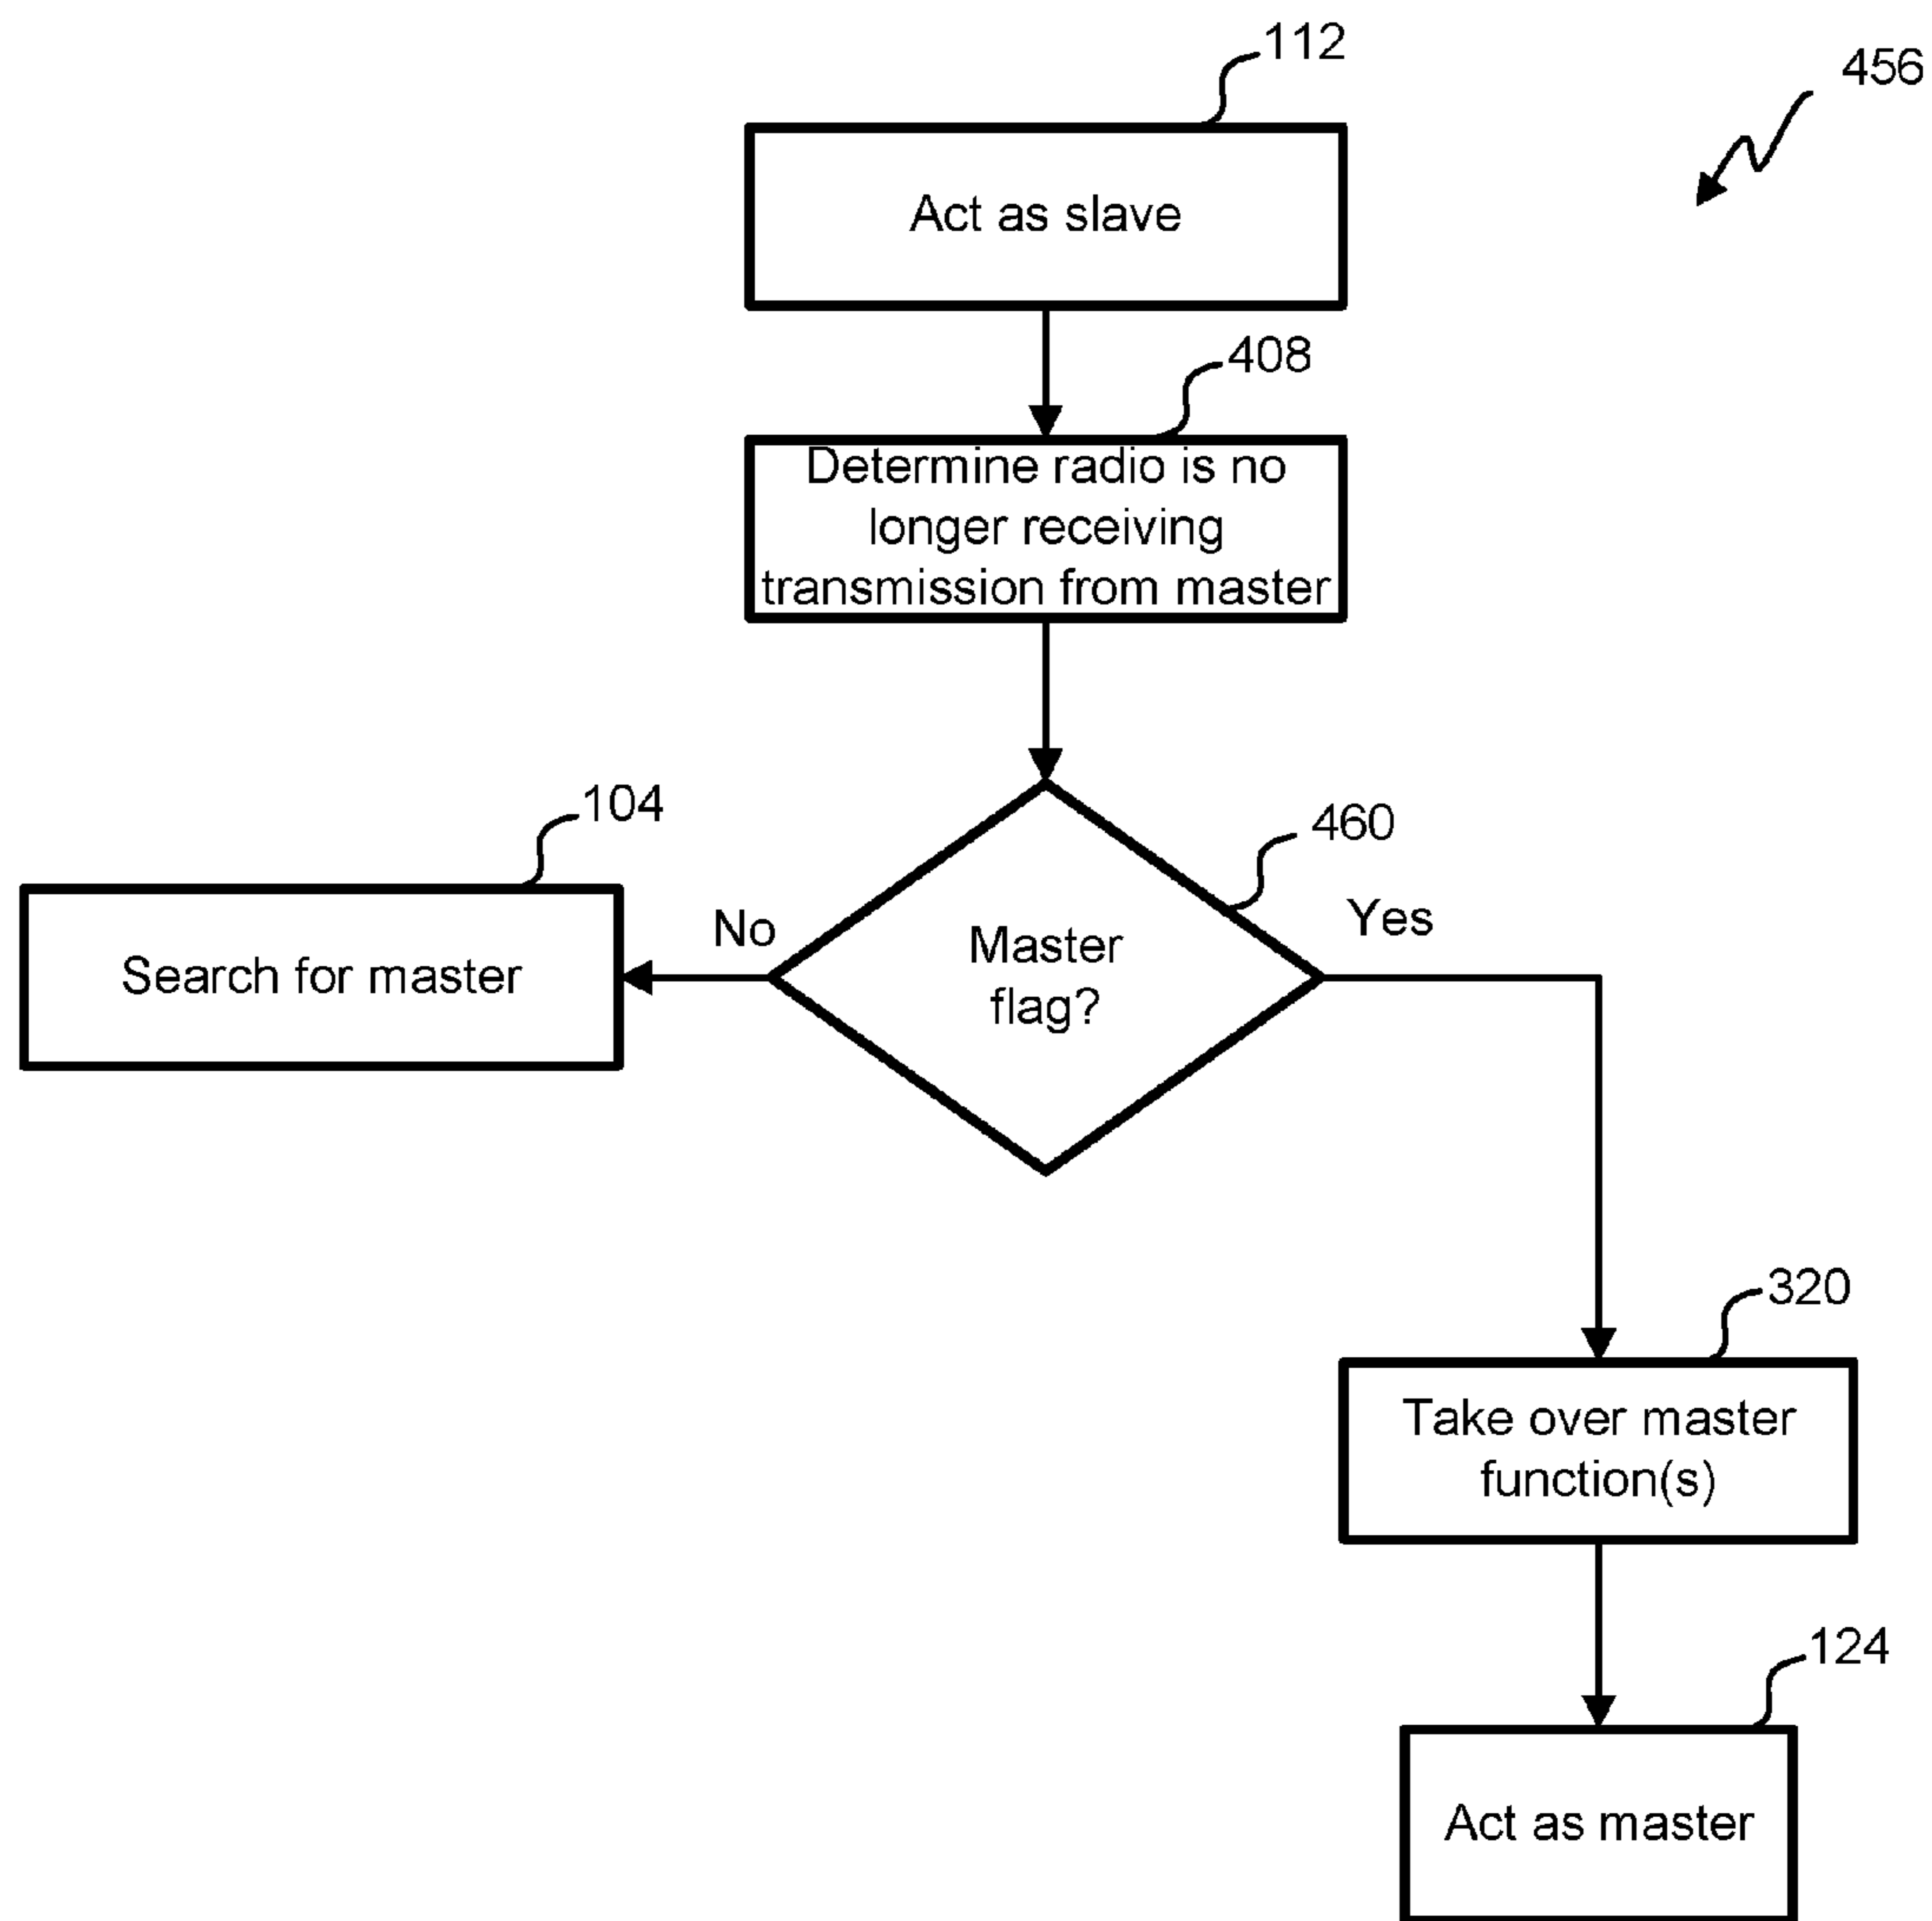 112
456
Act as slave
408
Determine radio is no
longer receiving
transmission from master
104
460
No
Yes
Master
flag?
Search for master
320
Take over master
function(s)
124
Act as master